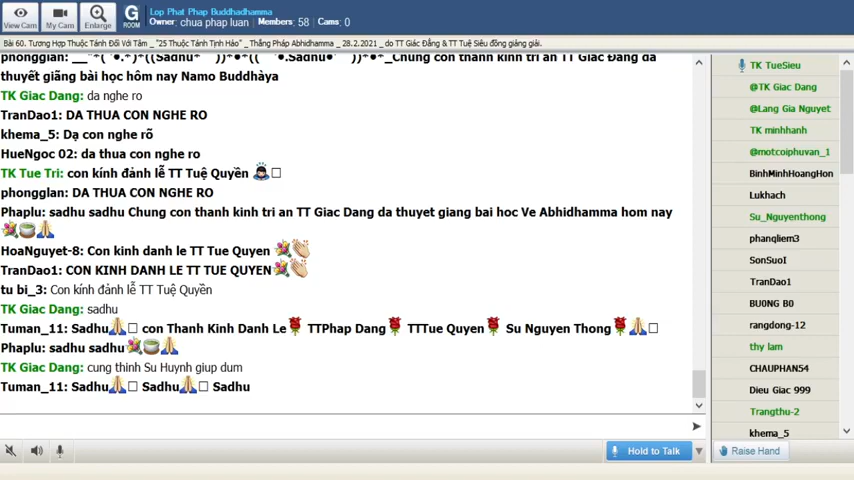 Lop Phat Phap Buddhadhamma
Owner: chua phap luan Members: 58 Cams: 0
View Cam
My Cam
Enlarge
G ROOM
Bài 60. Tương Hợp Thuộc Tánh Đối Với Tâm _ "25 Thuộc Tánh Tịnh Hảo" _ Thắng Pháp Abhidhamma _ 28.2.2021 _ do TT Giác Đẳng & TT Tuệ Siêu đồng giảng giải.
thuyết giãng bài học hôm nay Namo Buddhàya
TK Giac Dang: da nghe ro
TranDao1: DA THUA CON NGHE RO
khema_5: Dạ con nghe rõ
HueNgoc 02: da thua con nghe ro
TK Tue Tri: con kính đảnh lễ TT Tuệ Quyền
phongglan: DA THUA CON NGHE RO
Phaplu: sadhu sadhu Chung con thanh kinh tri an TT Giac Dang da thuyet giang bai hoc Ve Abhidhamma hom nay
HoaNguyet-8: Con kinh danh le TT Tue Quyen
TranDao1: CON KINH DANH LE TT TUE QUYEN
tu bi_3: Con kính đảnh lễ TT Tuệ Quyền
TK Giac Dang: sadhu
Tuman_11: Sadhu con Thanh Kinh Danh Le TTPhap Dang TTTue Quyen Su Nguyen Thong
Phaplu: sadhu sadhu
TK Giac Dang: cung thinh Su Huynh giup dum
Tuman_11: Sadhu Sadhu Sadhu
Hold to Talk
TK TueSieu
@TK Giac Dang
@Lang Gia Nguyet
TK minhhanh
@motcoiphuvan_1
BinhMinhHoangHon
Lukhach
Su_Nguyenthong
phanqliem3
SonSuoI
TranDao1
BU0NG B0
rangdong-12
thy lam
CHAUPHAN54
Dieu Giac 999
Trangthu-2
khema_5
Raise Hand